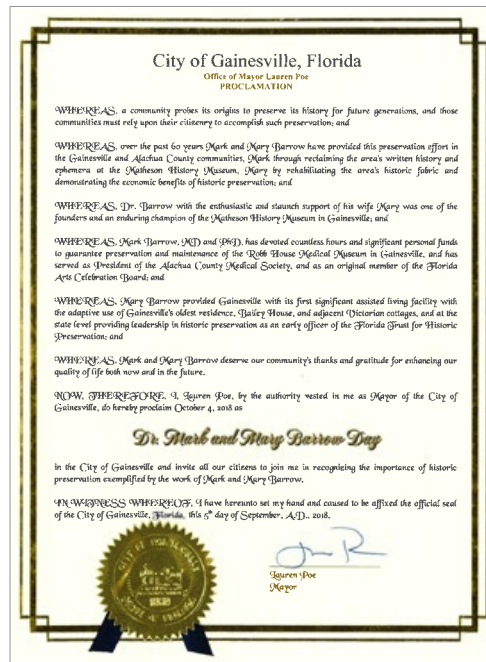 City of Gainesville, Florida
Office of Mayor Lauren Poe
PROCLAMATION
WHEREAS, a community probes its origins to preserve its history for future generations, and those
communities must rely upon their citizenry to accomplish such preservation; and
WHEREAS, over the past 60 years Mark and Mary Barrow have provided this preservation effort in
the Gainesville and Alachua County communities, Mark through reclaiming the area's written history and
ephemera at the Matheson History Museum, Mary by rehabilitating the area's historic fabric and
demonstrating the economic benefits of historic preservation; and
WHEREAS, Dr. Barrow with the enthusiastic and staunch support of his wife Mary was one of the
founders and an enduring champion of the Matheson History Museum in Gainesville; and
WHEREAS, Mark Barrow, MD and PhD, has devoted countless hours and significant personal funds
to guarantee preservation and maintenance of the Robb House Medical Museum in Gainesville, and has
served as President of the Alachua County Medical Society, and as an original member of the Florida
Arts Celebration Board; and
WHEREAS, Mary Barrow provided Gainesville with its first significant assisted living facility with
the adaptive use of Gainesville's oldest residence, Bailey House, and adjacent Victorian cottages, and at the
state level providing leadership in historic preservation as an early officer of the Florida Trust for Historic
Preservation; and
WHEREAS, Mark and Mary Barrow deserve our community's thanks and gratitude for enhancing our
quality of life both now and in the future.
NOW, THEREFORE, I, Lauren Poe, by the authority vested in me as Mayor of the City of
Gainesville, do hereby proclaim October 4, 2018 as
Dr. Mark and Mary Barrow Day
in the City of Gainesville and invite all our citizens to join me in recognizing the importance of historic
preservation exemplified by the work of Mark and Mary Barrow.
IN WITNESS WHEREOF, I have hereunto set my hand and caused to be affixed the official seal
of the City of Gainesville, Florida, this 5th day of September, A.D., 2018.
Lauren Poe
Mayor